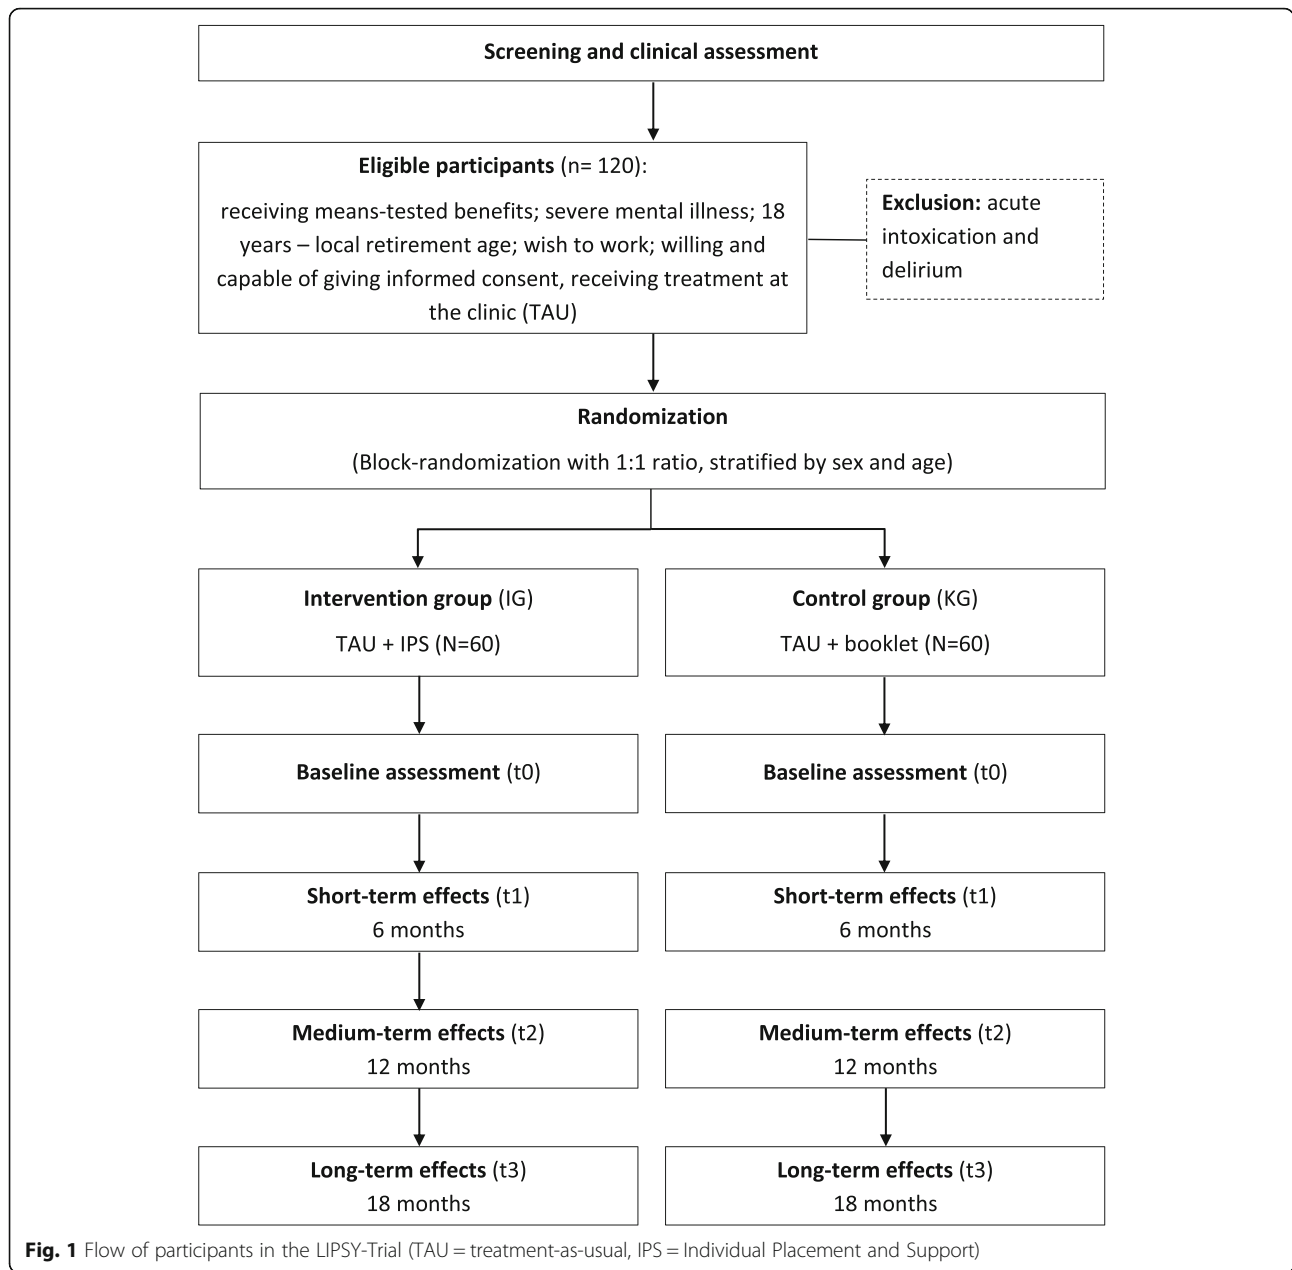 Screening and clinical assessment
Eligible participants (n= 120):
receiving means-tested benefits; severe mental illness; 18
years – local retirement age; wish to work; willing and
capable of giving informed consent, receiving treatment at
the clinic (TAU)
Exclusion: acute
intoxication and
delirium
Randomization
(Block-randomization with 1:1 ratio, stratified by sex and age)
Intervention group (IG)
TAU + IPS (N=60)
Control group (KG)
TAU + booklet (N=60)
Baseline assessment (t0)
Baseline assessment (t0)
Short-term effects (t1)
6 months
Short-term effects (t1)
6 months
Medium-term effects (t2)
12 months
Medium-term effects (t2)
12 months
Long-term effects (t3)
18 months
Long-term effects (t3)
18 months
Fig. 1 Flow of participants in the LIPSY-Trial (TAU = treatment-as-usual, IPS = Individual Placement and Support)